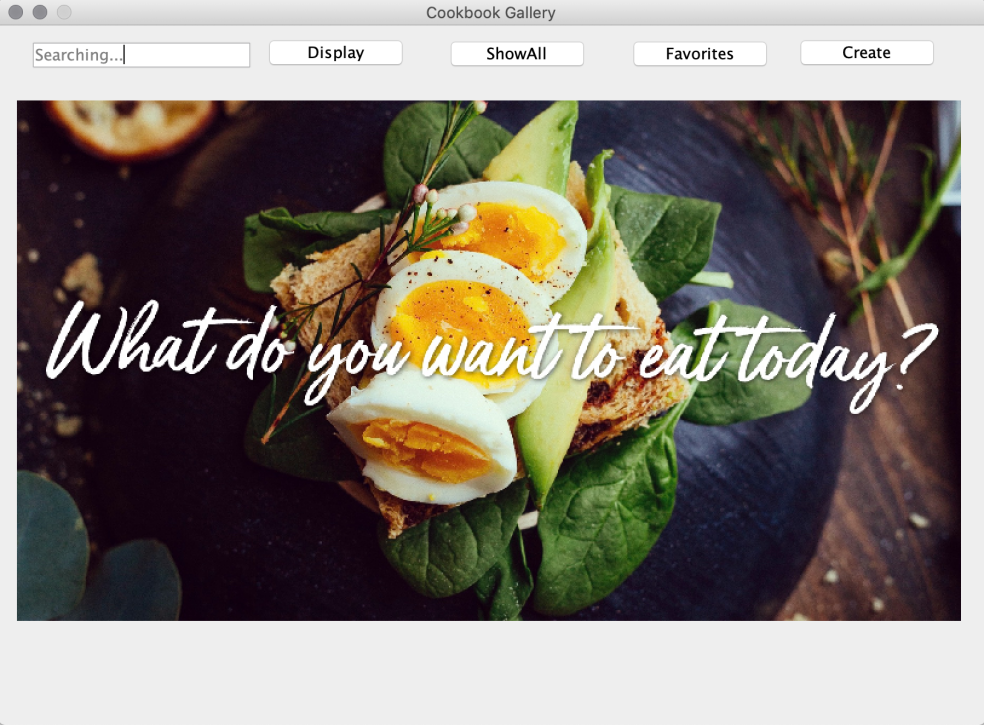 Cookbook Gallery
Searching...
Display
ShowAll
Favorites
Create
What do you want to eat today?